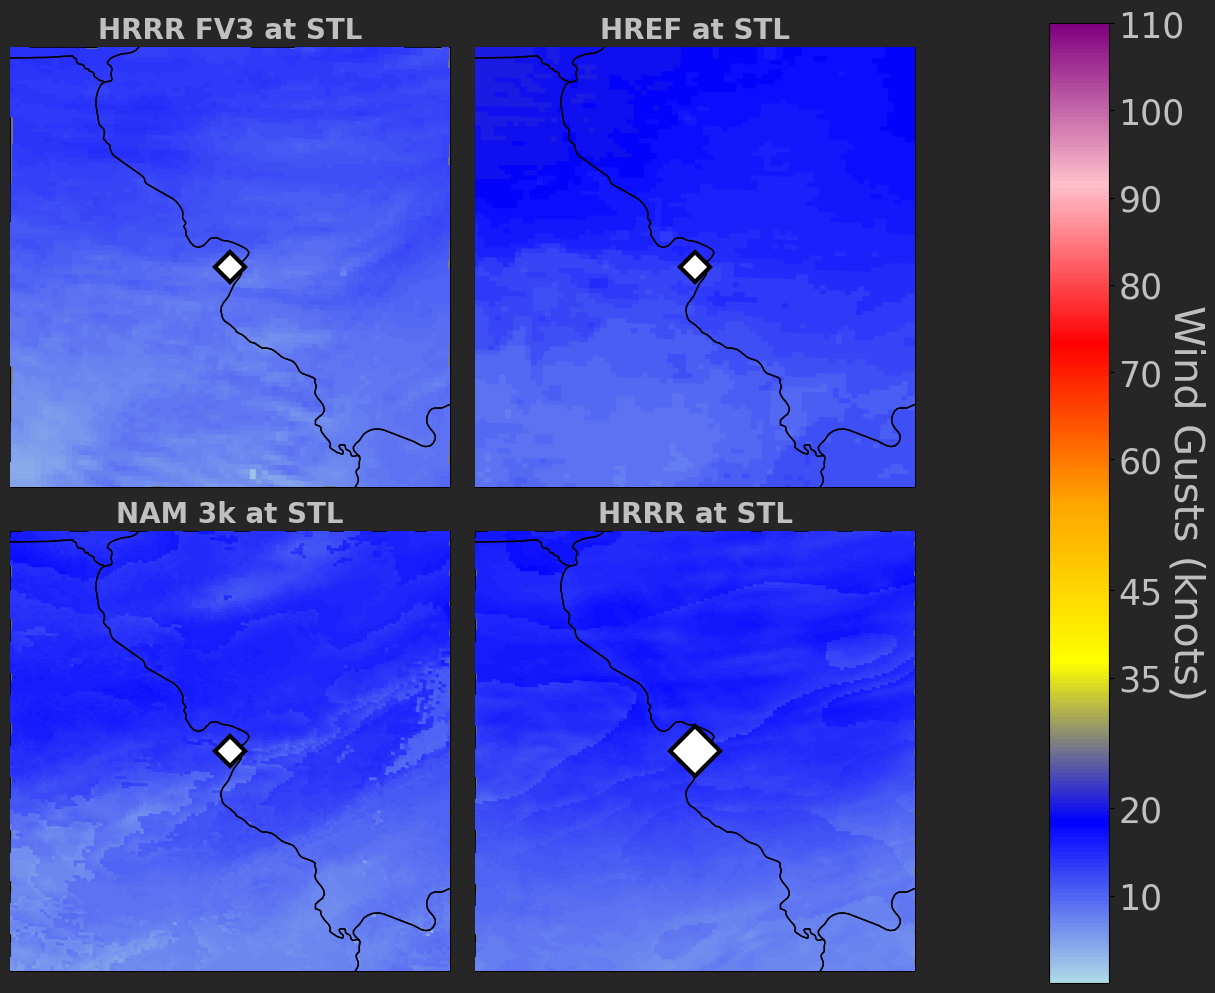 HRRR FV3 at STL
HREF at STL
NAM 3k at STL
HRRR at STL
110
100
90
80
70
60
45
35
20
10
Wind Gusts (knots)